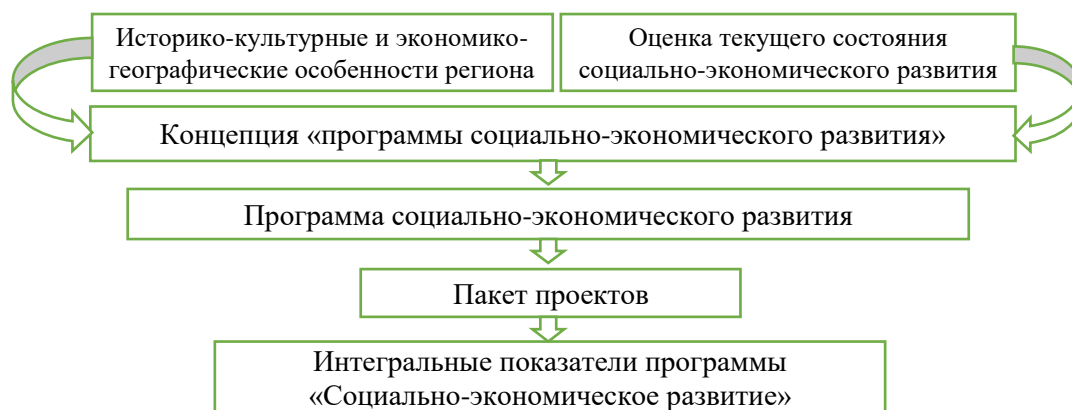 Историко-культурные и экономико-
географические особенности региона
Оценка текущего состояния
социально-экономического развития
Концепция «программы социально-экономического развития»
Программа социально-экономического развития
Пакет проектов
Интегральные показатели программы
«Социально-экономическое развитие»